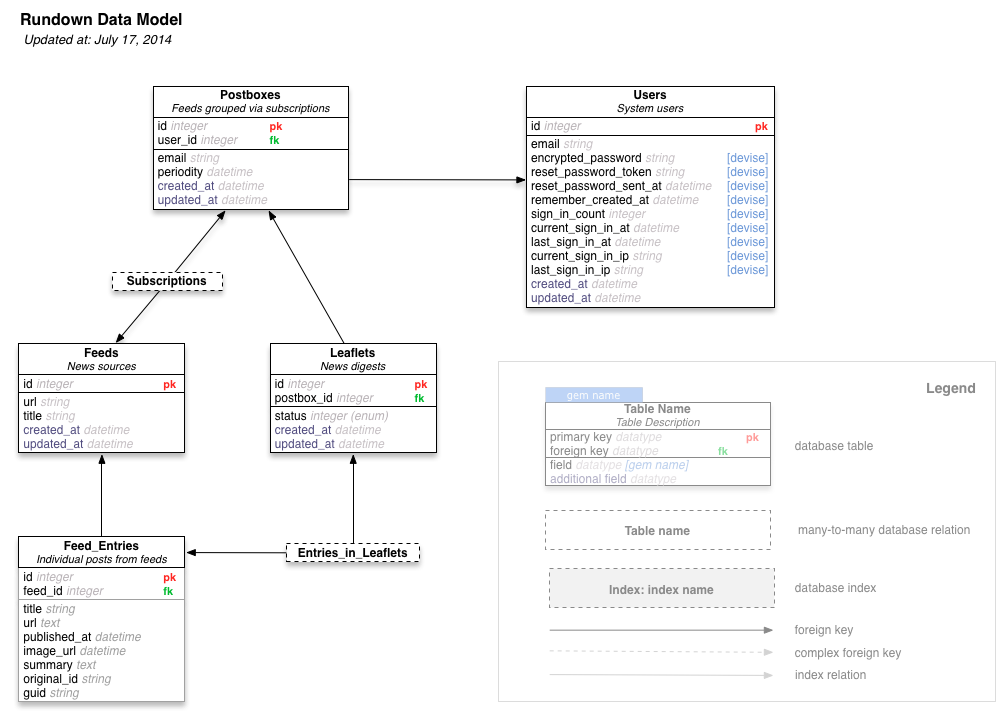 Rundown Data Model
Updated at: July 17, 2014
Postboxes
Feeds grouped via subscriptions
id integer pk
user_id integer fk
email string
periodity datetime
created_at datetime
updated_at datetime
Users
System users
id integer pk
email string
encrypted_password string [devise]
reset_password_token string [devise]
reset_password_sent_at datetime [devise]
remember_created_at datetime [devise]
sign_in_count integer [devise]
current_sign_in_at datetime [devise]
last_sign_in_at datetime [devise]
current_sign_in_ip string [devise]
last_sign_in_ip string [devise]
created_at datetime
updated_at datetime
Subscriptions
Feeds
News sources
id integer pk
url string
title string
created_at datetime
updated_at datetime
Leaflets
News digests
id integer pk
postbox_id integer fk
status integer (enum)
created_at datetime
updated_at datetime
Feed_Entries
Individual posts from feeds
id integer pk
feed_id integer fk
title string
url text
published_at datetime
image_url datetime
summary text
original_id string
guid string
Entries_in_Leaflets
Legend
gem name
Table Name
Table Description
primary key datatype pk
foreign key datatype fk
field datatype [gem name]
additional field datatype
database table
Table name
many-to-many database relation
Index: index name
database index
foreign key
complex foreign key
index relation